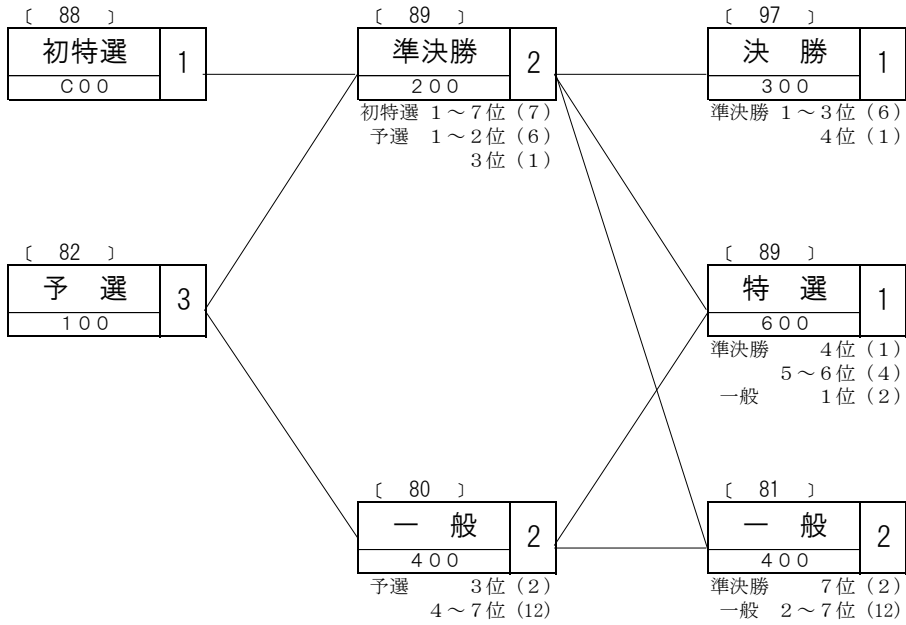 〔 88 〕
初特選 1
C00
〔 89 〕
準決勝 2
200
初特選 1~7位(7)
予選 1~2位(6)
3位(1)
〔 97 〕
決 勝 1
300
準決勝 1~3位(6)
4位(1)
〔 82 〕
予 選 3
100
〔 89 〕
特 選 1
600
準決勝 4位(1)
5~6位(4)
一般 1位(2)
〔 80 〕
一 般 2
400
予選 3位(2)
4~7位(12)
〔 81 〕
一 般 2
400
準決勝 7位(2)
一般 2~7位(12)